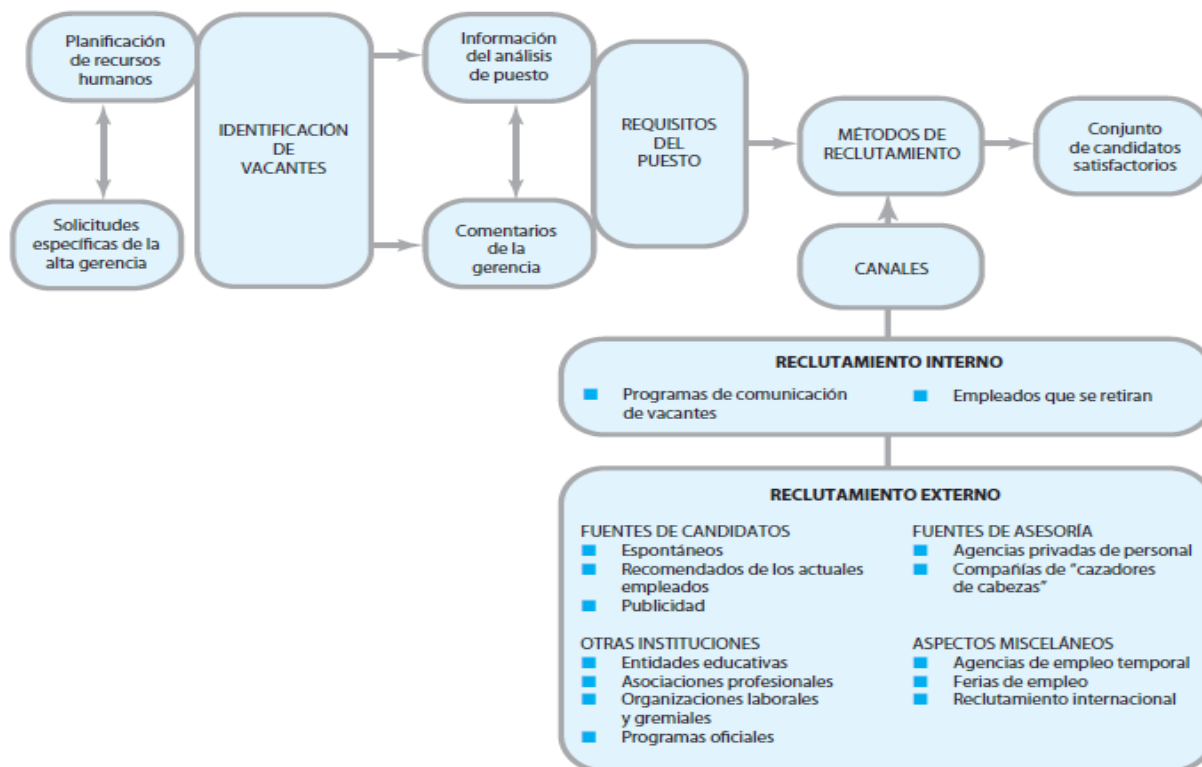 Planificación
de recursos
humanos
Solicitudes
específicas de la
alta gerencia
IDENTIFICACIÓN
DE
VACANTES
Información
del análisis
de puesto
Comentarios
de la
gerencia
REQUISITOS
DEL
PUESTO
MÉTODOS DE
RECLUTAMIENTO
Conjunto
de candidatos
satisfactorios
CANALES
RECLUTAMIENTO INTERNO
Programas de comunicación
de vacantes
Empleados que se retiran
RECLUTAMIENTO EXTERNO
FUENTES DE CANDIDATOS
Espontáneos
Recomendados de los actuales
empleados
Publicidad
FUENTES DE ASESORÍA
Agencias privadas de personal
Compañías de “cazadores
de cabezas”
OTRAS INSTITUCIONES
Entidades educativas
Asociaciones profesionales
Organizaciones laborales
y gremiales
Programas oficiales
ASPECTOS MISCELÁNEOS
Agencias de empleo temporal
Ferias de empleo
Reclutamiento internacional